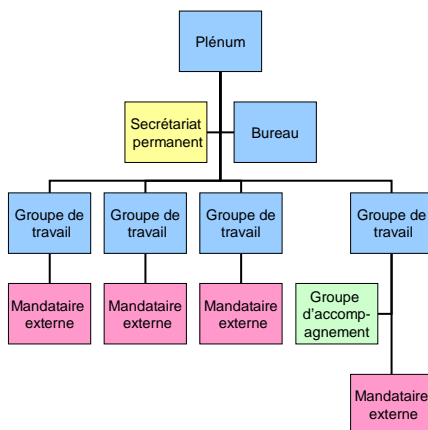 Plénum
Secrétariat
permanent
Bureau
Groupe de
travail
Groupe de
travail
Groupe de
travail
Groupe de
travail
Mandataire
externe
Mandataire
externe
Mandataire
externe
Groupe
d'accomp-
agnement
Mandataire
externe